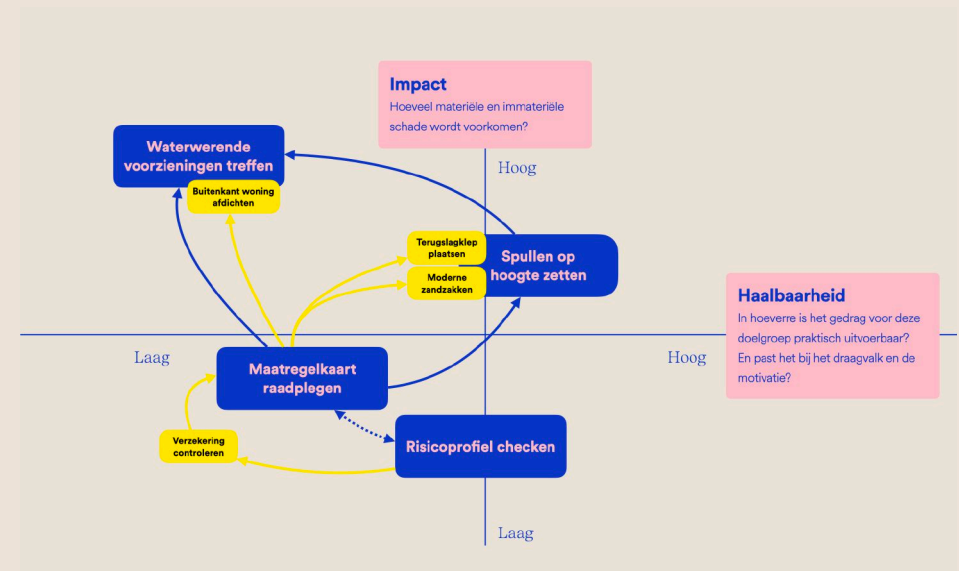 Impact
Hoeveel materiële en immateriële
schade wordt voorkomen?
Waterwerende
voorzieningen treffen
Buitenkant woning
afdichten
Hoog
Terugslagklep
plaatsen
Moderne
zandzakken
Spullen op
hoogte zetten
Haalbaarheid
In hoeverre is het gedrag voor deze
doelgroep praktisch uitvoerbaar?
En past het bij het draagvalk en de
motivatie?
Laag
Hoog
Maatregelkaart
raadplegen
Verzekering
controleren
Risicoprofiel checken
Laag